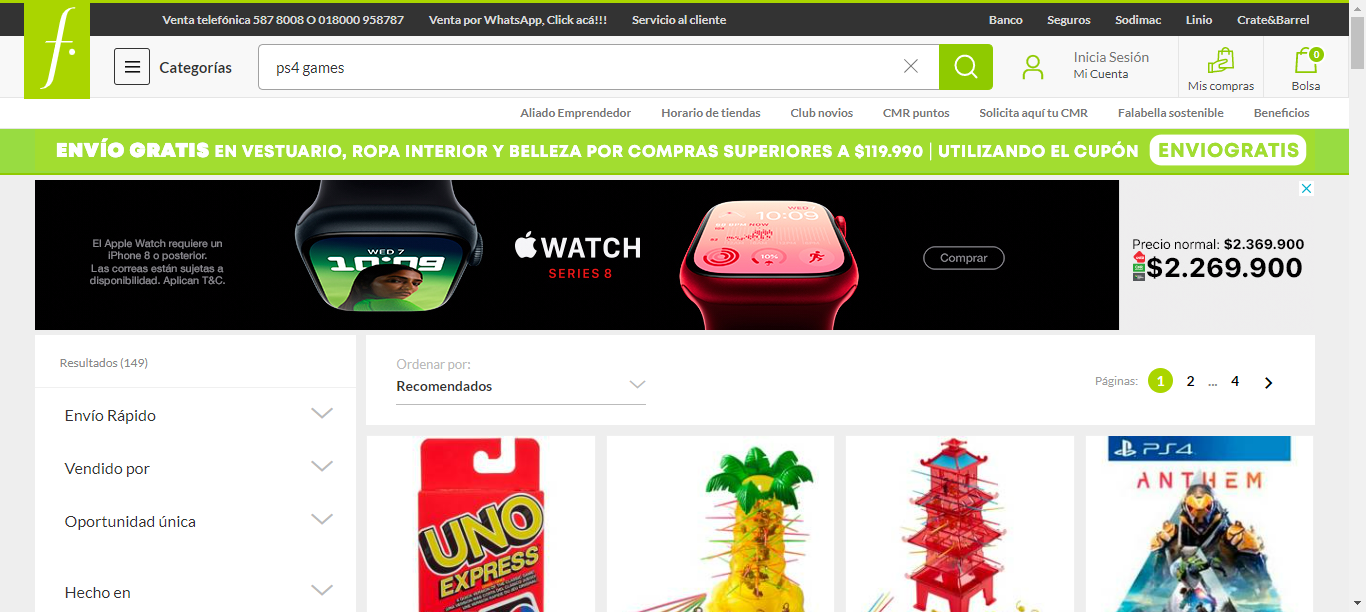 Venta telefónica 587 8008 O 018000 958787
Venta por WhatsApp, Click acá!!!
Servicio al cliente
Banco
Seguros
Sodimac
Linio
Crate&Barrel
f.
Categorías
ps4 games
Inicia Sesión
Mi Cuenta
Mis compras
0
Bolsa
Aliado Emprendedor
Horario de tiendas
Club novios
CMR puntos
Solicita aquí tu CMR
Falabella sostenible
Beneficios
ENVÍO GRATIS EN VESTUARIO, ROPA INTERIOR Y BELLEZA POR COMPRAS SUPERIORES A $119.990 | UTILIZANDO EL CUPÓN ENVIOGRATIS
El Apple Watch requiere un
iPhone 8 o posterior.
Las correas están sujetas a
disponibilidad. Aplican T&C.
WED 7
10:09
WATCH
SERIES 8
WED
10:09
10%
Comprar
Precio normal: $2.369.900
$2.269.900
Resultados (149)
Envío Rápido
Vendido por
Oportunidad única
Hecho en
Ordenar por:
Recomendados
Páginas: 1 2 ... 4
UNO
EXPRESS
PS4
ANTHEM